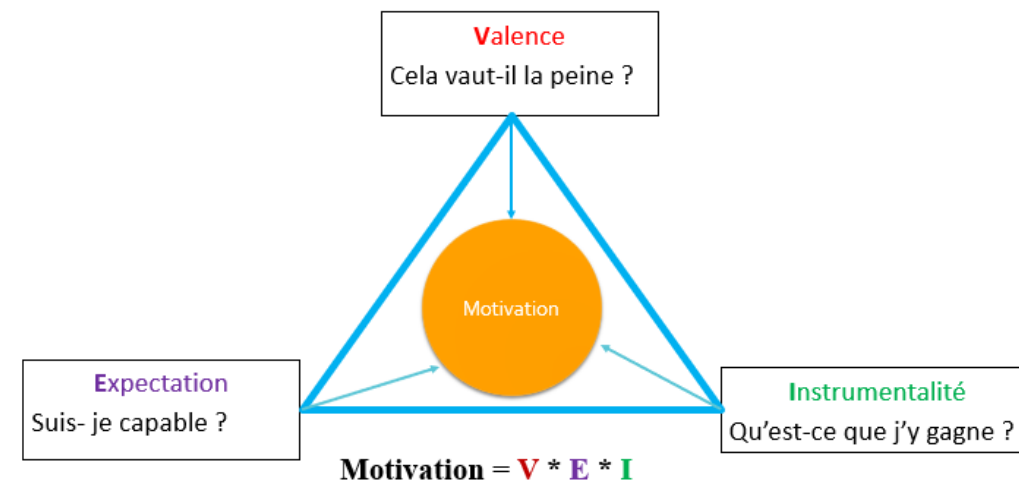 Valence
Cela vaut-il la peine ?
Motivation
Expectation
Suis- je capable ?
Instrumentalité
Qu'est-ce que j'y gagne ?
Motivation = V * E * I